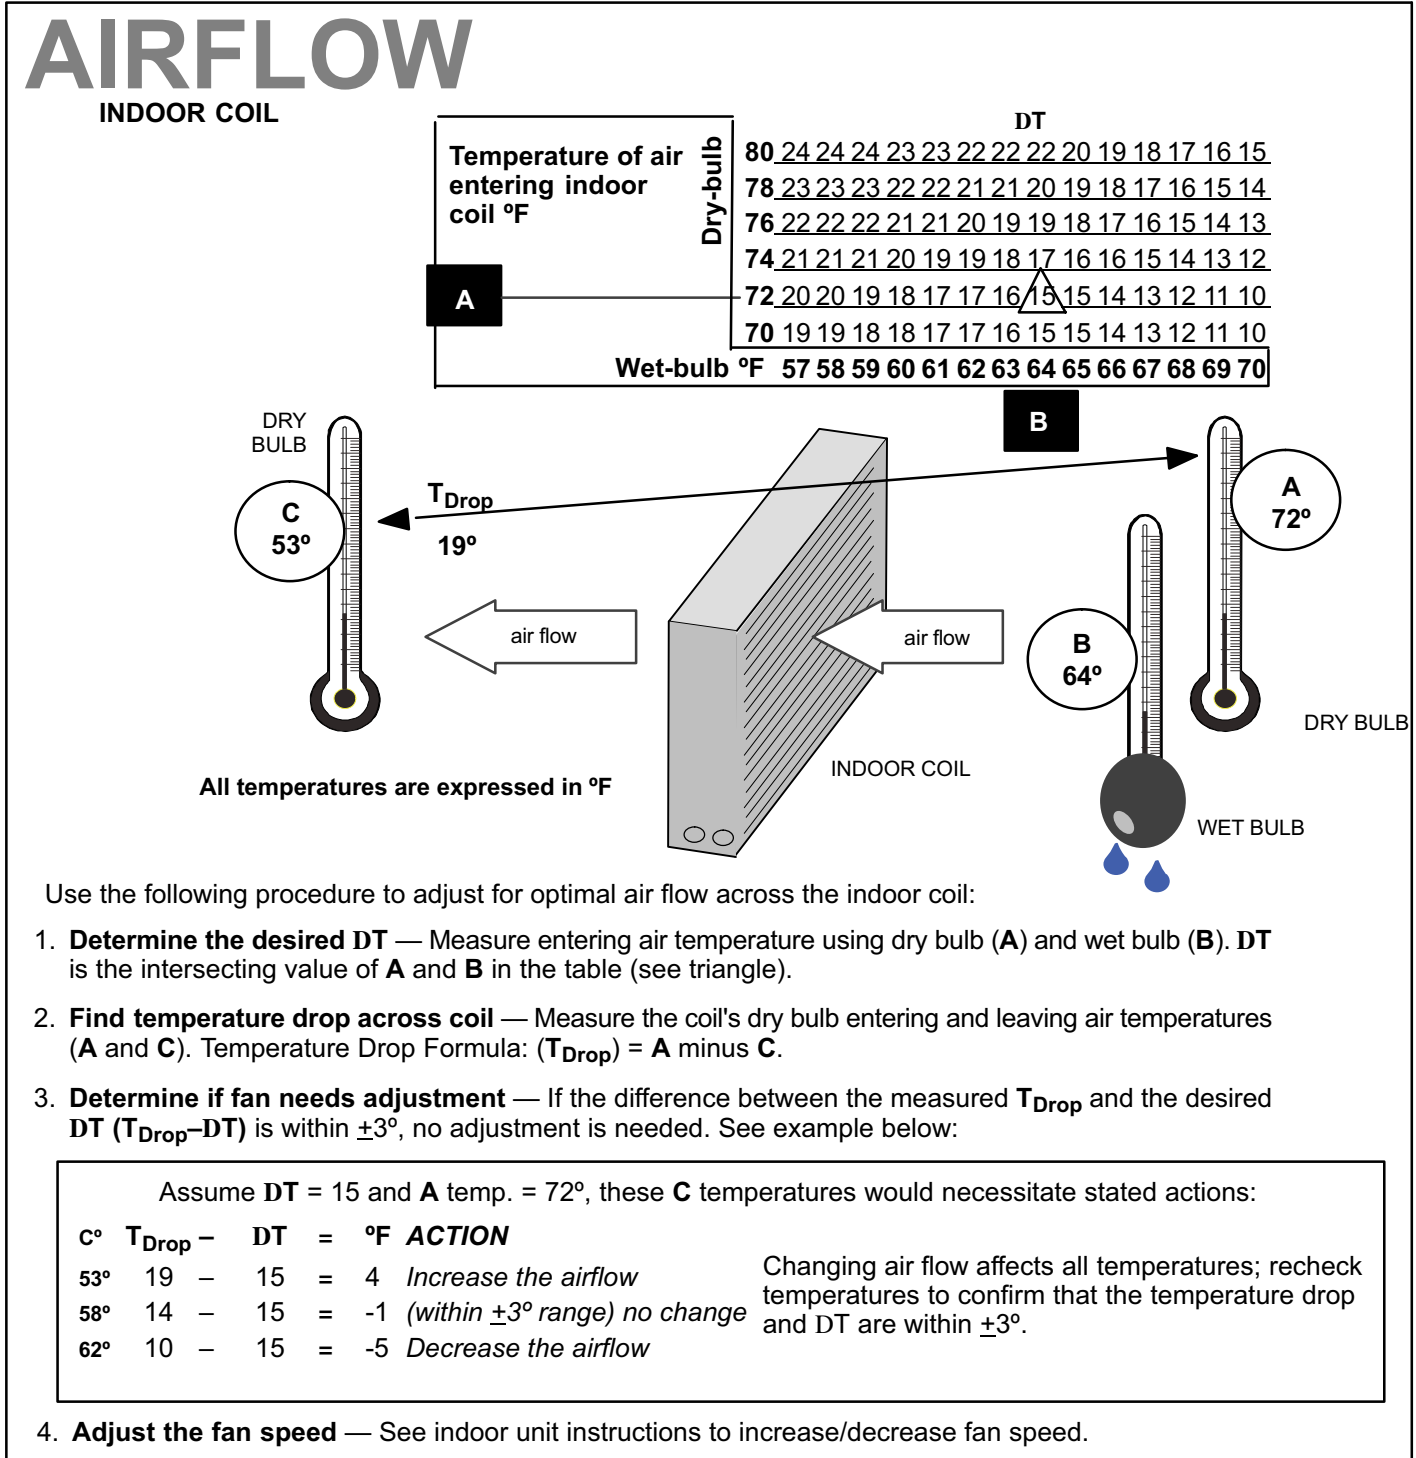 AIRFLOW
INDOOR COIL
DT
Temperature of air
entering indoor
coil ºF
Dry-bulb
80 24 24 24 23 23 22 22 22 20 19 18 17 16 15
78 23 23 23 22 22 21 21 20 19 18 17 16 15 14
76 22 22 22 21 21 20 19 19 18 17 16 15 14 13
74 21 21 21 20 19 19 18 17 16 16 15 14 13 12
A
72 20 20 19 18 17 17 16 15 15 14 13 12 11 10
70 19 19 18 18 17 17 16 15 15 14 13 12 11 10
Wet-bulb ºF 57 58 59 60 61 62 63 64 65 66 67 68 69 70
B
DRY
BULB
C
53º
TDrop
19º
A
72º
air flow
air flow
B
64º
DRY BULB
INDOOR COIL
All temperatures are expressed in ºF
WET BULB
Use the following procedure to adjust for optimal air flow across the indoor coil:
1. Determine the desired DT — Measure entering air temperature using dry bulb (A) and wet bulb (B). DT
is the intersecting value of A and B in the table (see triangle).
2. Find temperature drop across coil — Measure the coil's dry bulb entering and leaving air temperatures
(A and C). Temperature Drop Formula: (TDrop) = A minus C.
3. Determine if fan needs adjustment — If the difference between the measured TDrop and the desired
DT (TDrop–DT) is within ±3º, no adjustment is needed. See example below:
Assume DT = 15 and A temp. = 72º, these C temperatures would necessitate stated actions:
Cº TDrop – DT = ºF ACTION
53º 19 – 15 = 4 Increase the airflow
58º 14 – 15 = -1 (within ±3º range) no change
62º 10 – 15 = -5 Decrease the airflow
Changing air flow affects all temperatures; recheck
temperatures to confirm that the temperature drop
and DT are within ±3º.
4. Adjust the fan speed — See indoor unit instructions to increase/decrease fan speed.